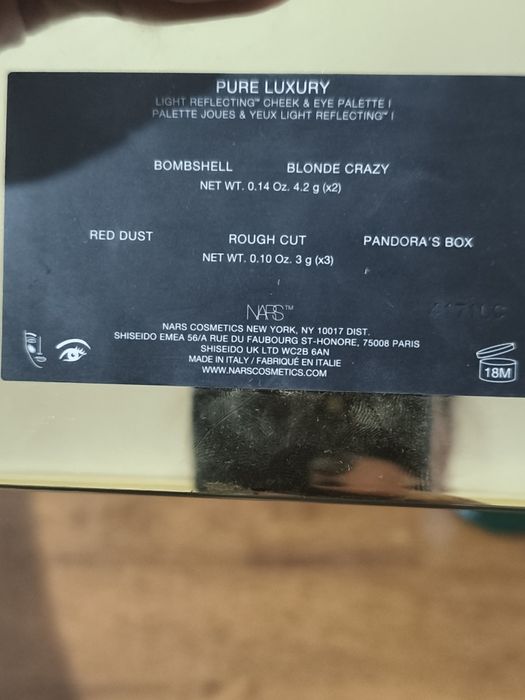 PURE LUXURY
LIGHT REFLECTING™ CHEEK & EYE PALETTE I
PALETTE JOUES & YEUX LIGHT REFLECTING™ I
BOMBSHELL BLONDE CRAZY
NET WT. 0.14 Oz. 4.2 g (x2)
RED DUST ROUGH CUT PANDORA'S BOX
NET WT. 0.10 Oz. 3 g (x3)
NARS™
NARS COSMETICS NEW YORK, NY 10017 DIST.
SHISEIDO EMEA 56/A RUE DU FAUBOURG ST-HONORE, 75008 PARIS
SHISEIDO UK LTD WC2B 6AN
MADE IN ITALY / FABRIQUÉ EN ITALIE
WWW.NARSCOSMETICS.COM
18M